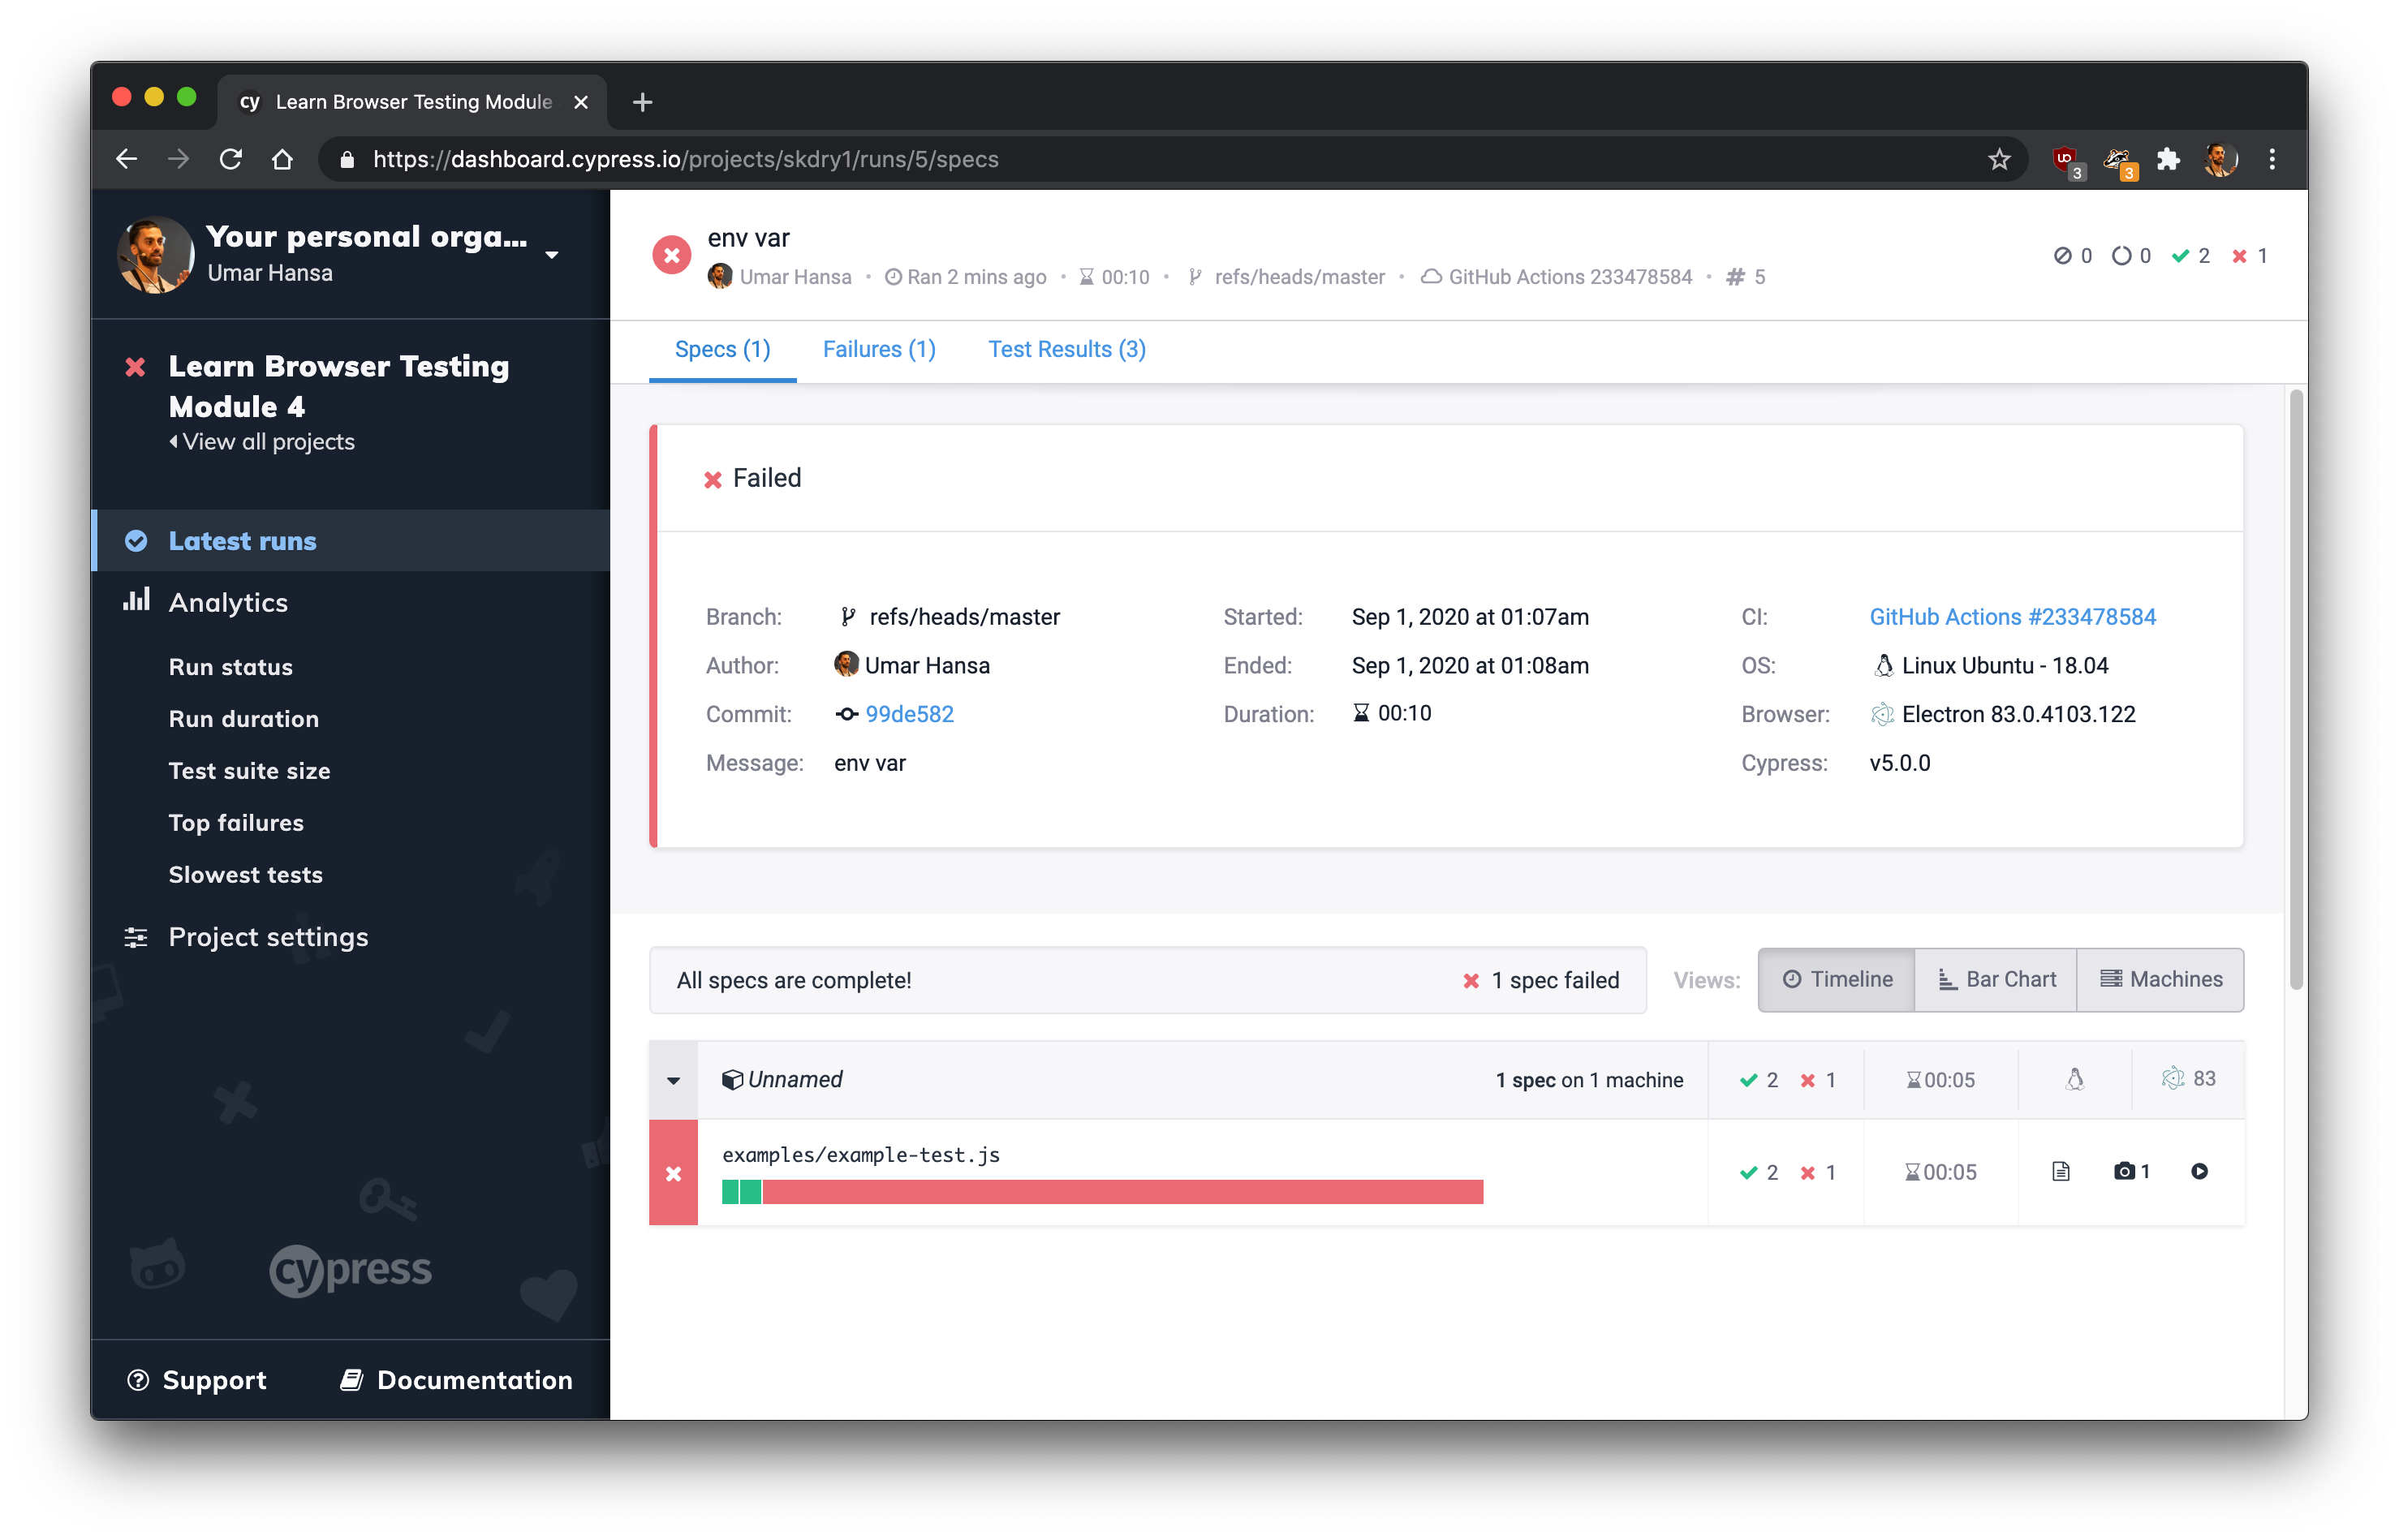 cy Learn Browser Testing Module
https://dashboard.cypress.io/projects/skdry1/runs/5/specs
3
3
Your personal orga...
Umar Hansa
Learn Browser Testing
Module 4
View all projects
Latest runs
Analytics
Run status
Run duration
Test suite size
Top failures
Slowest tests
Project settings
cypress
Support
Documentation
env var
Umar Hansa • Ran 2 mins ago • 00:10 • refs/heads/master • GitHub Actions 233478584 • # 5
0 0 2 1
Specs (1)
Failures (1)
Test Results (3)
Failed
Branch: refs/heads/master
Author: Umar Hansa
Commit: 99de582
Message: env var
Started: Sep 1, 2020 at 01:07am
Ended: Sep 1, 2020 at 01:08am
Duration: 00:10
CI: GitHub Actions #233478584
OS: Linux Ubuntu - 18.04
Browser: Electron 83.0.4103.122
Cypress: v5.0.0
All specs are complete! 1 spec failed
Views: Timeline Bar Chart Machines
Unnamed 1 spec on 1 machine 2 1 00:05 83
examples/example-test.js 2 1 00:05 1